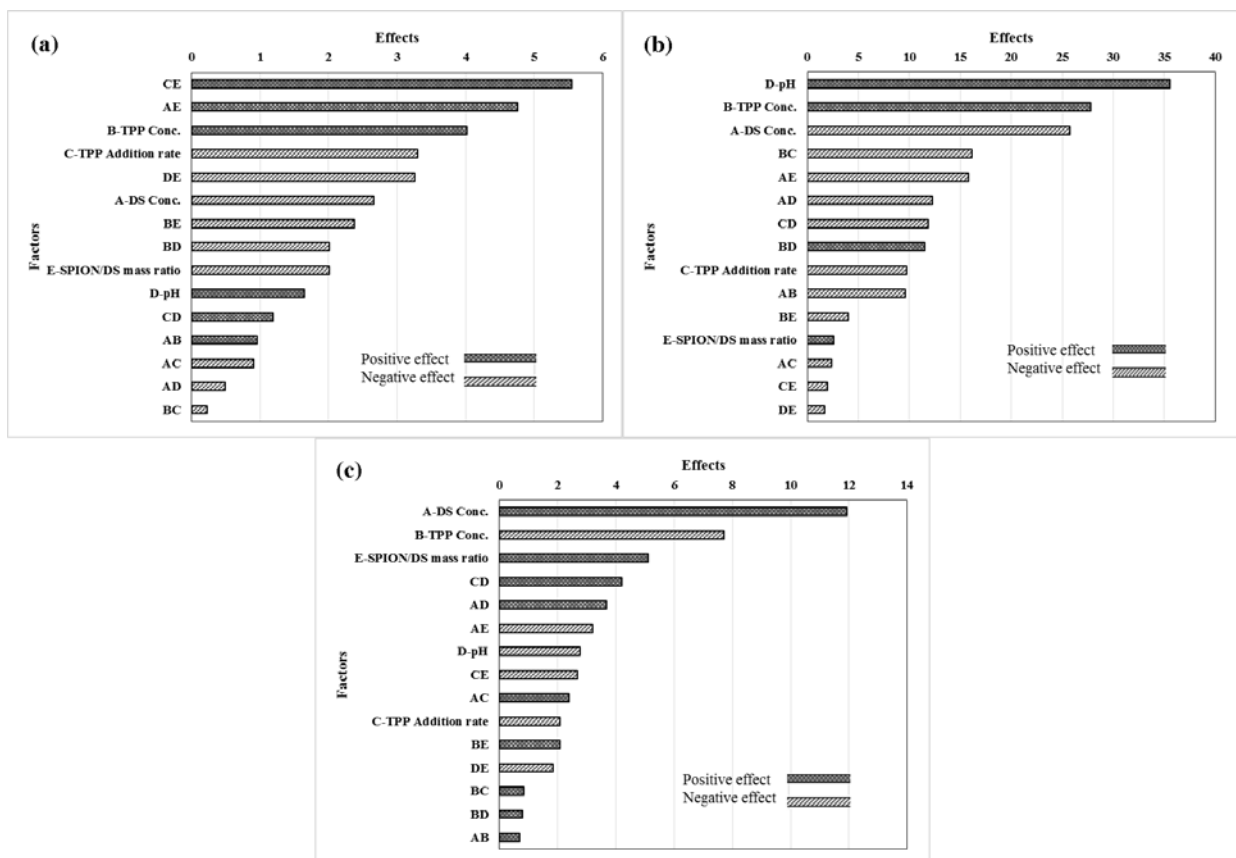 (a)
Effects
0 1 2 3 4 5 6
Factors
CE
AE
B-TPP Conc.
C-TPP Addition rate
DE
A-DS Conc.
BE
BD
E-SPION/DS mass ratio
D-pH
CD
AB
AC
AD
BC
Positive effect
Negative effect
(b)
Effects
0 5 10 15 20 25 30 35 40
Factors
D-pH
B-TPP Conc.
A-DS Conc.
BC
AE
AD
CD
BD
C-TPP Addition rate
AB
BE
E-SPION/DS mass ratio
AC
CE
DE
Positive effect
Negative effect
(c)
Effects
0 2 4 6 8 10 12 14
Factors
A-DS Conc.
B-TPP Conc.
E-SPION/DS mass ratio
CD
AD
AE
D-pH
CE
AC
C-TPP Addition rate
BE
DE
BC
BD
AB
Positive effect
Negative effect